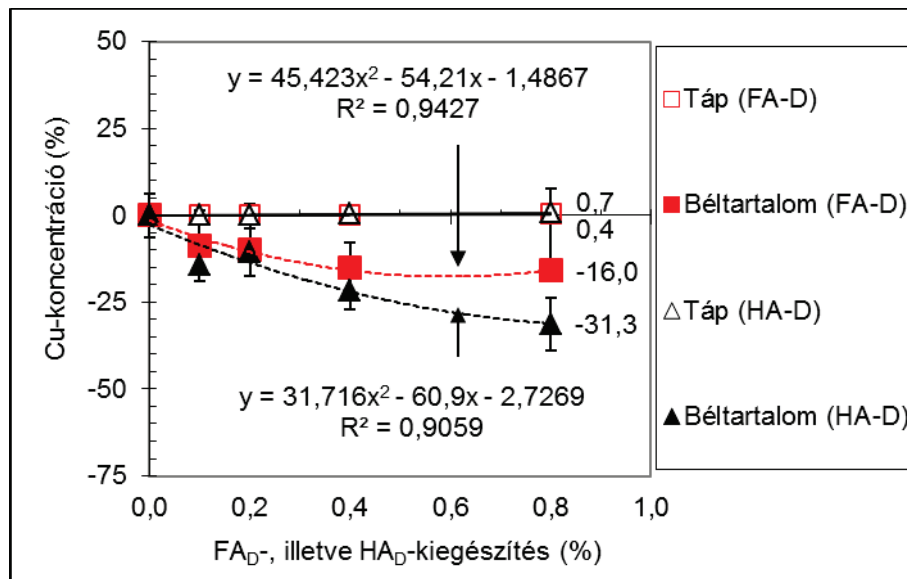 Cu-koncentráció (%)
50
25
0
-25
-50
-75
y = 45,423x² - 54,21x - 1,4867
R² = 0,9427
0,7
0,4
-16,0
-31,3
y = 31,716x² - 60,9x - 2,7269
R² = 0,9059
0,0 0,2 0,4 0,6 0,8 1,0
FA_D-, illetve HA_D-kiegészítés (%)
Táp (FA-D)
Béltartalom (FA-D)
Táp (HA-D)
Béltartalom (HA-D)